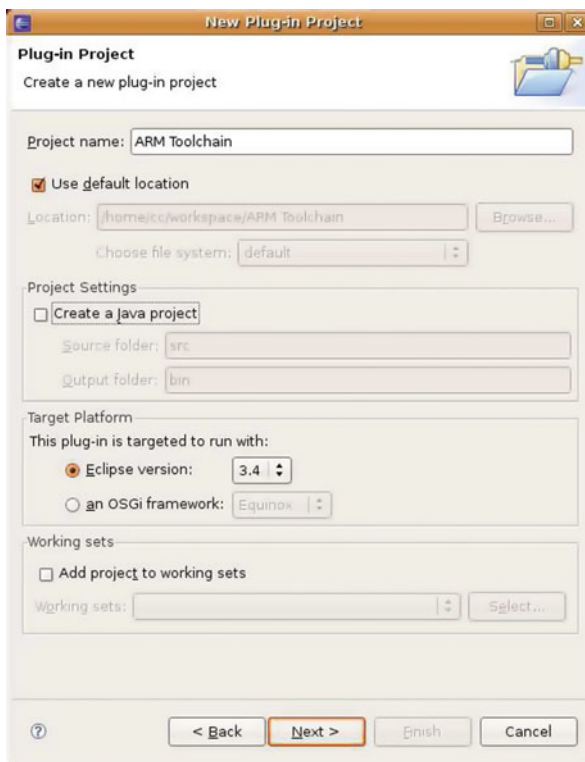 New Plug-in Project
Plug-in Project
Create a new plug-in project
Project name: ARM Toolchain
Use default location
Location: /home/cc/workspace/ARM Toolchain Browse...
Choose file system: default
Project Settings
Create a Java project
Source folder: src
Output folder: bin
Target Platform
This plug-in is targeted to run with:
Eclipse version: 3.4
an OSGi framework: Equinox
Working sets
Add project to working sets
Working sets: Select...
? < Back Next > Finish Cancel